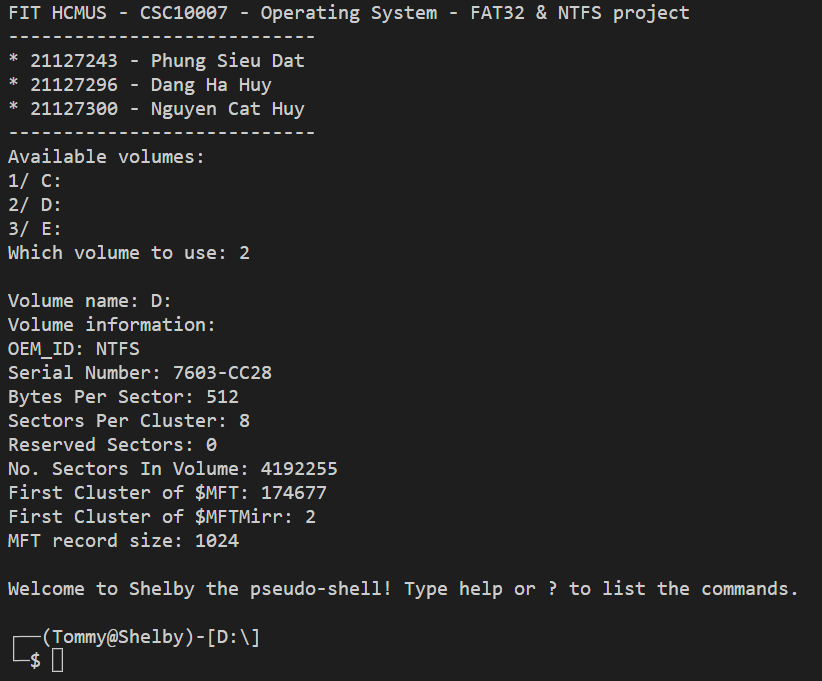 FIT HCMUS - CSC10007 - Operating System - FAT32 & NTFS project
----------------------------
* 21127243 - Phung Sieu Dat
* 21127296 - Dang Ha Huy
* 21127300 - Nguyen Cat Huy
----------------------------
Available volumes:
1/ C:
2/ D:
3/ E:
Which volume to use: 2
Volume name: D:
Volume information:
OEM_ID: NTFS
Serial Number: 7603-CC28
Bytes Per Sector: 512
Sectors Per Cluster: 8
Reserved Sectors: 0
No. Sectors In Volume: 4192255
First Cluster of $MFT: 174677
First Cluster of $MFTMirr: 2
MFT record size: 1024
Welcome to Shelby the pseudo-shell! Type help or ? to list the commands.
┌──(Tommy@Shelby)-[D:\]
└─$